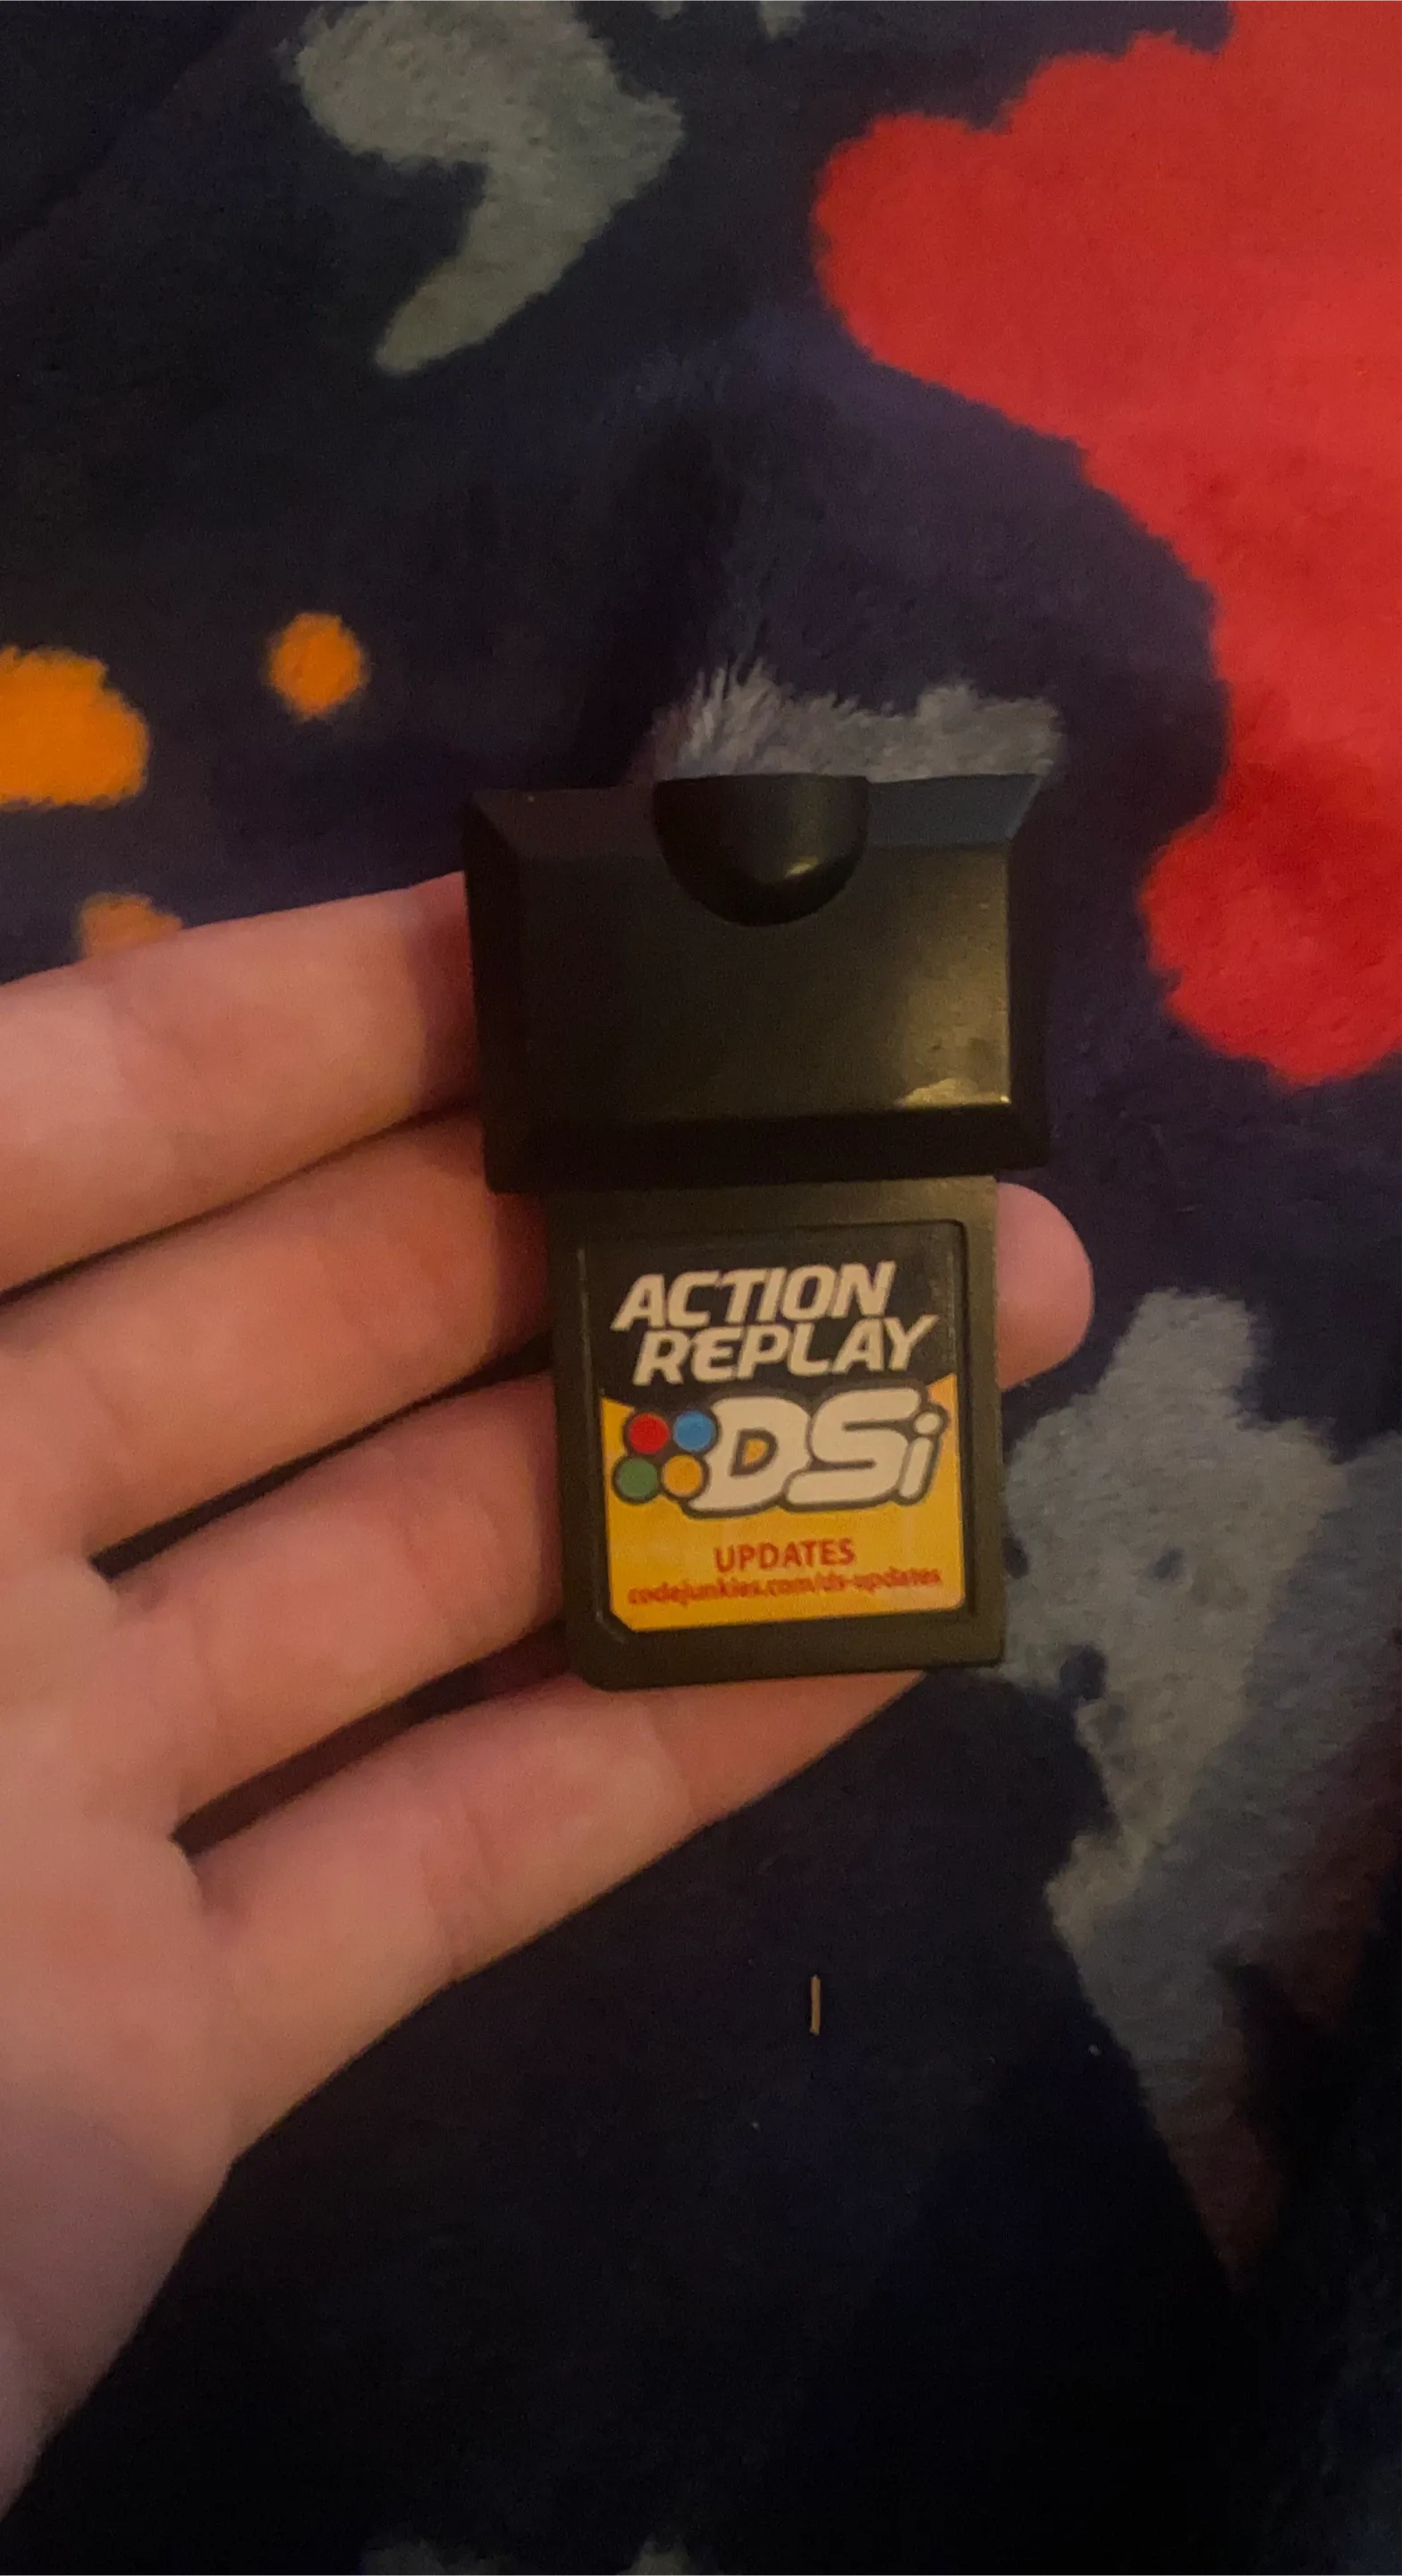 ACTION
REPLAY
DSi
UPDATES
codejunkies.com/ds-updates